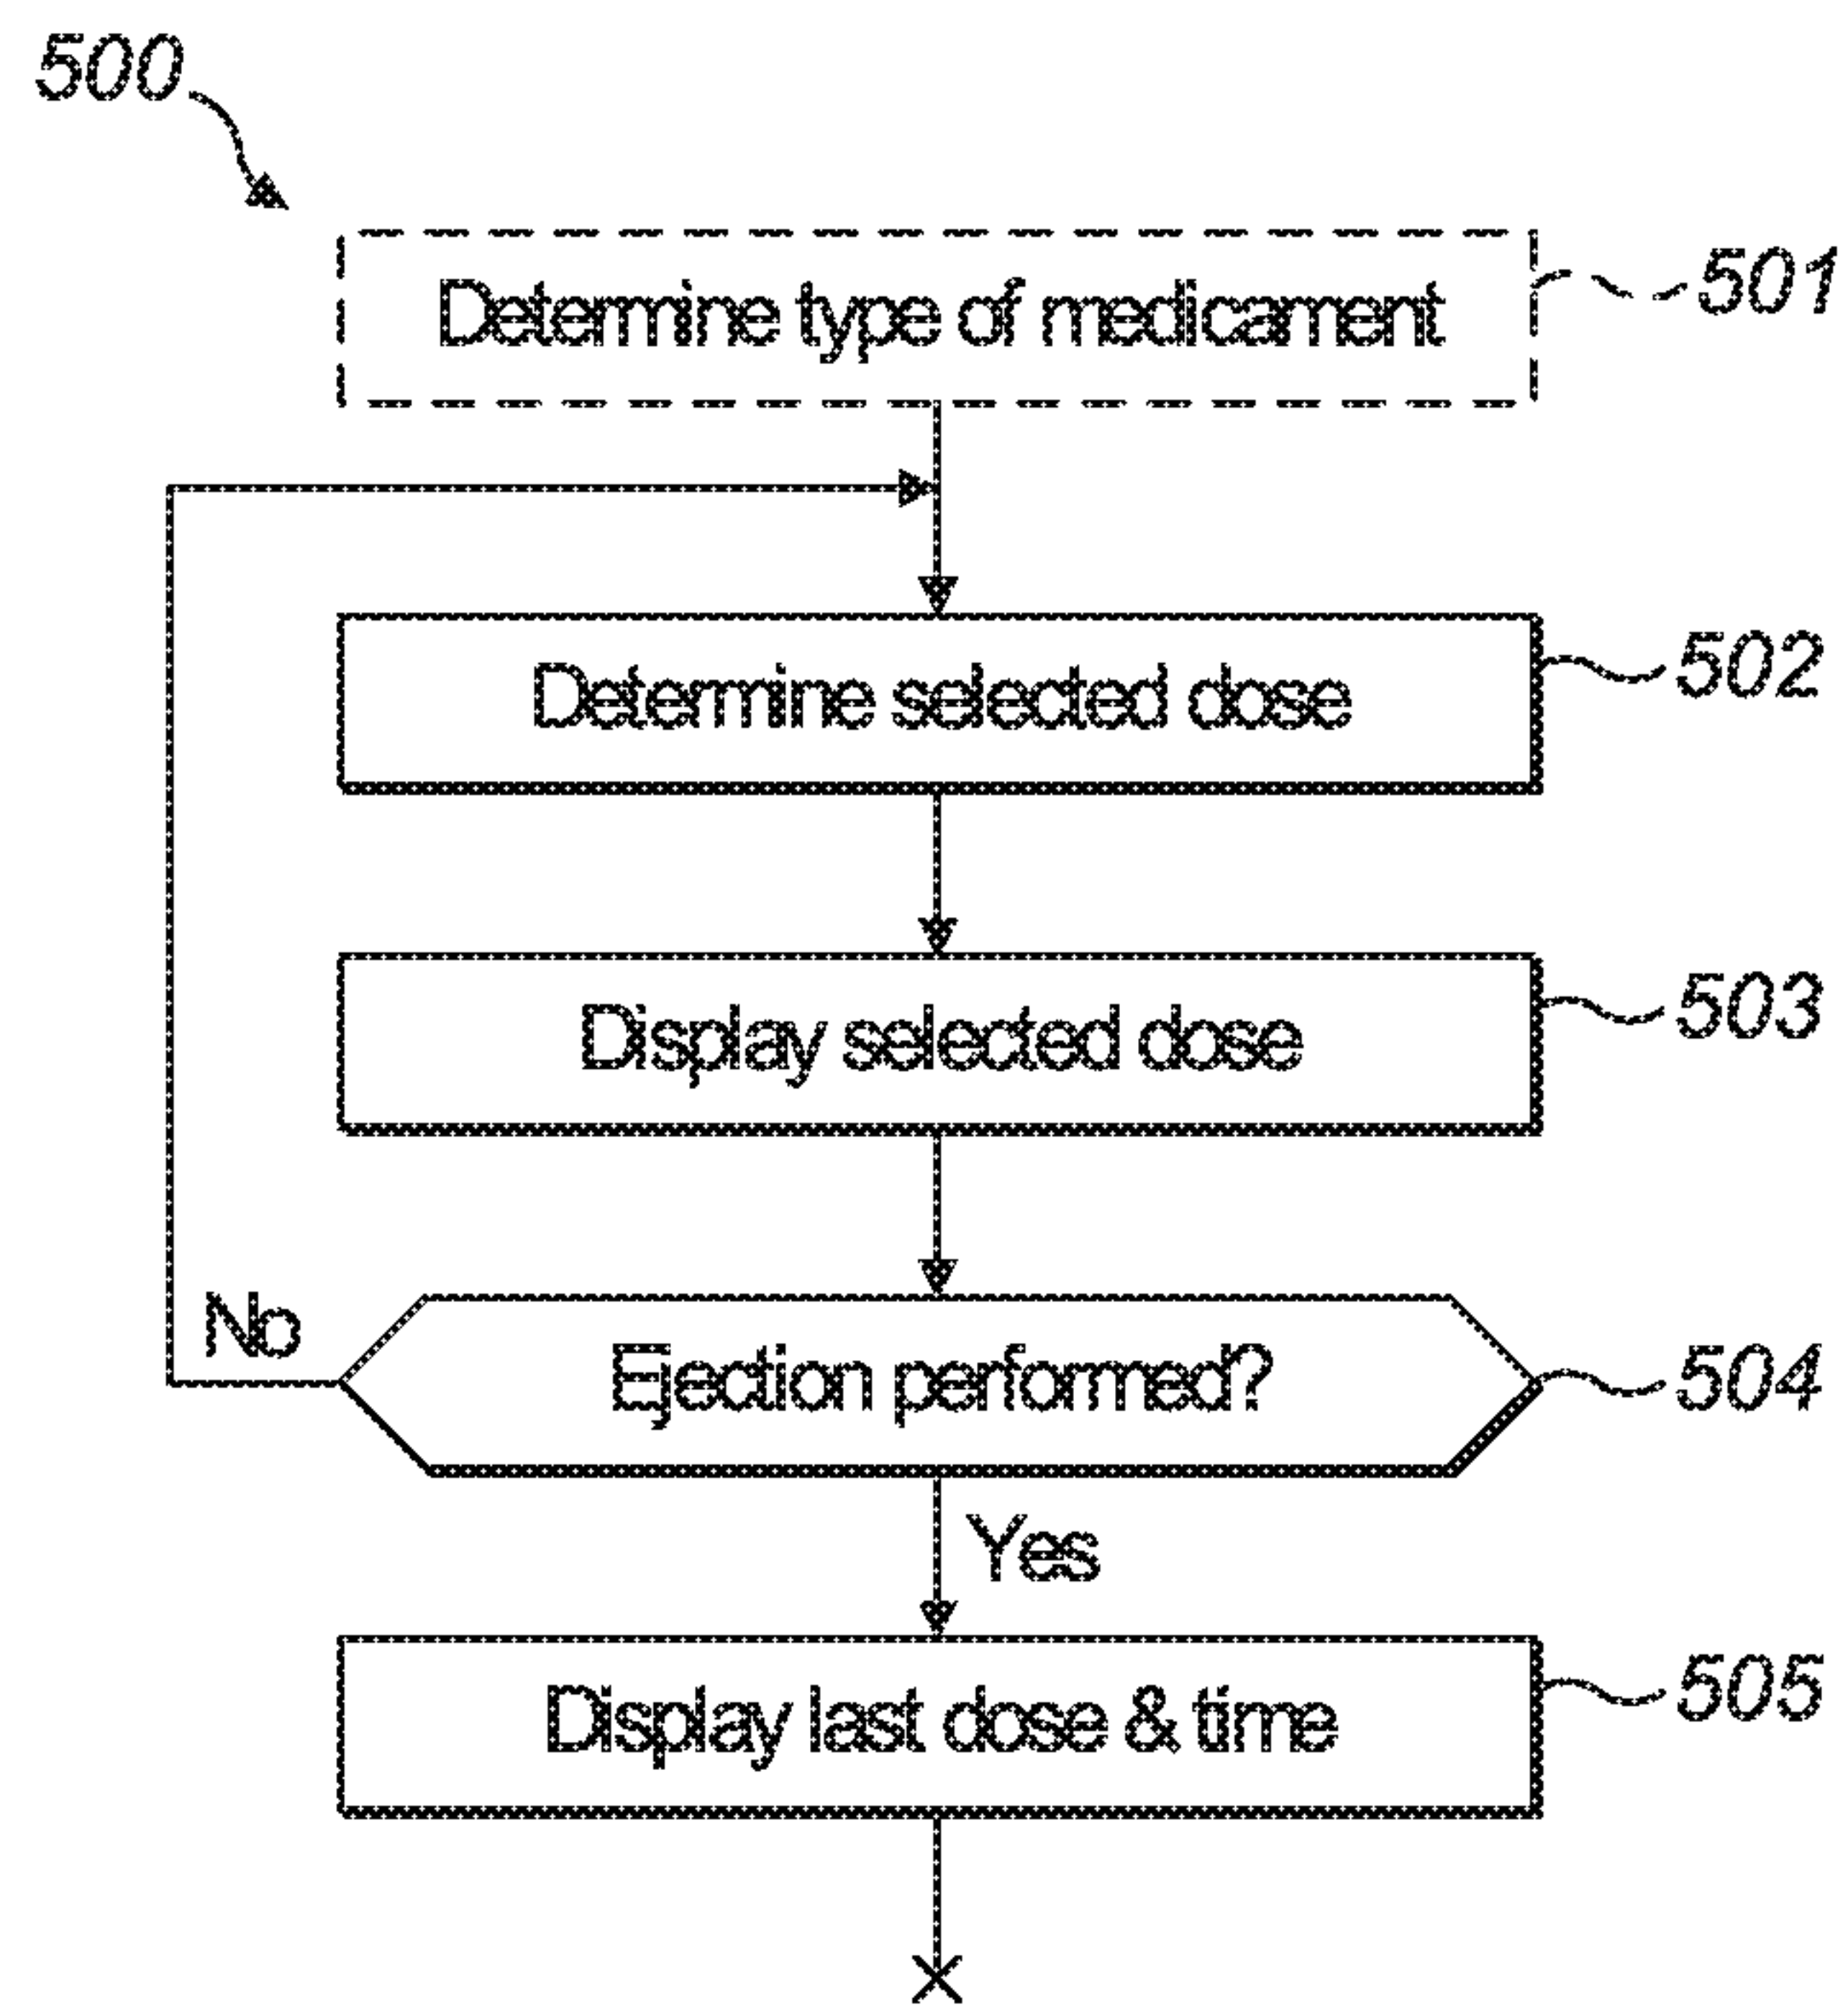 500
Determine type of medicament 501
Determine selected dose 502
Display selected dose 503
No
Ejection performed? 504
Yes
Display last dose & time 505